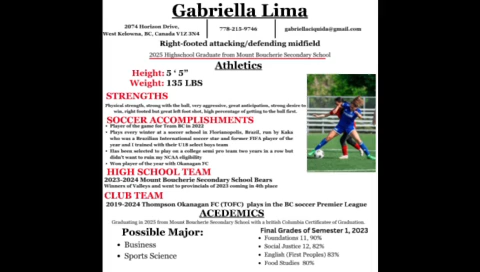 Gabriella Lima
2074 Horizon Drive,
West Kelowna, BC, Canada V1Z 3N4
778-213-9746
gabriellaciquida@gmail.com
Right-footed attacking/defending midfield
2025 Highschool Graduate from Mount Boucherie Secondary School
Athletics
Height: 5 ‘ 5”
Weight: 135 LBS
STRENGTHS
Physical strength, strong with the ball, very aggressive, great anticipation, strong desire to
win, right footed but great left foot shot, high percentage of getting to the ball first.
SOCCER ACCOMPLISHMENTS
• Player of the game for Team BC in 2022
• Plays every winter at a soccer school in Florianopolis, Brazil, run by Kaka
who was a Brazilian International soccer star and former FIFA player of the
year and I trained with their U18 select boys team
• Has been selected to play on a college semi pro team two years in a row but
didn't want to ruin my NCAA eligibility
• Won player of the year with Okanagan FC
HIGH SCHOOL TEAM
2023-2024 Mount Boucherie Secondary School Bears
Winners of Valleys and went to provincials of 2023 coming in 4th place
CLUB TEAM
2019-2024 Thompson Okanagan FC (TOFC) plays in the BC soccer Premier League
ACEDEMICS
Graduating in 2025 from Mount Boucherie Secondary School with a british Columbia Certificates of Graduation.
Possible Major:
• Business
• Sports Science
Final Grades of Semester 1, 2023
• Foundations 11, 90%
• Social Justice 12, 82%
• English (First Peoples) 83%
• Food Studies 80%